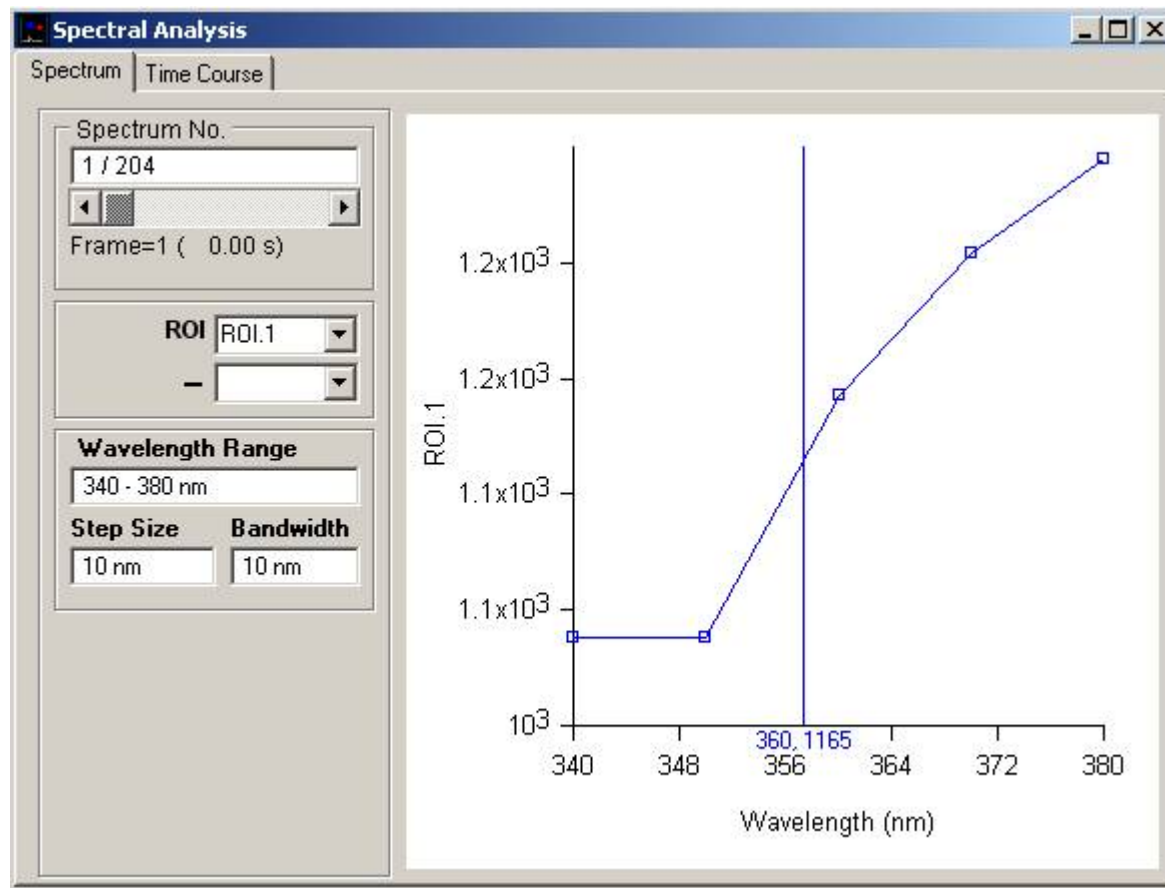 Spectral Analysis
Spectrum
Time Course
Spectrum No.
1 / 204
Frame=1 (   0.00 s)
ROI
ROI.1
–
Wavelength Range
340 - 380 nm
Step Size
Bandwidth
10 nm
10 nm
ROI.1
1.2x10³
1.2x10³
1.1x10³
1.1x10³
10³
360, 1165
340 348 356 364 372 380
Wavelength (nm)